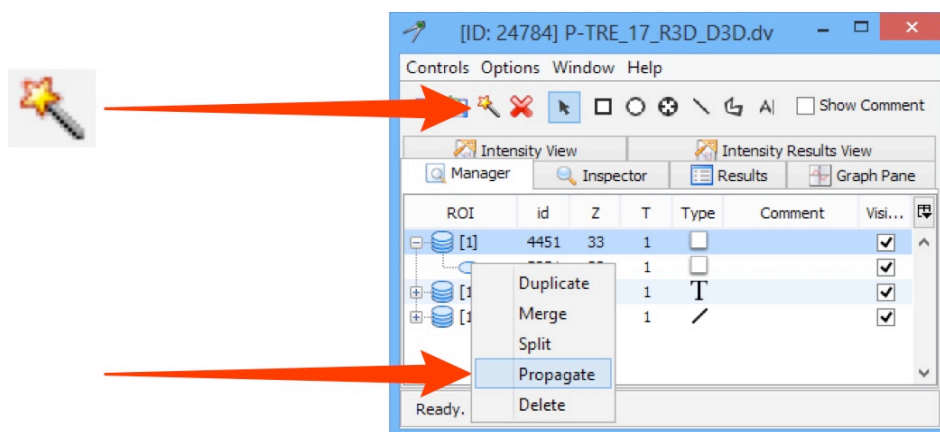 [ID: 24784] P-TRE_17_R3D_D3D.dv
Controls Options Window Help
A Show Comment
Intensity View Intensity Results View
Manager Inspector Results Graph Pane
ROI id Z T Type Comment Visi...
[1] 4451 33 1
1
1 T
1
Duplicate
Merge
Split
Propagate
Delete
Ready.